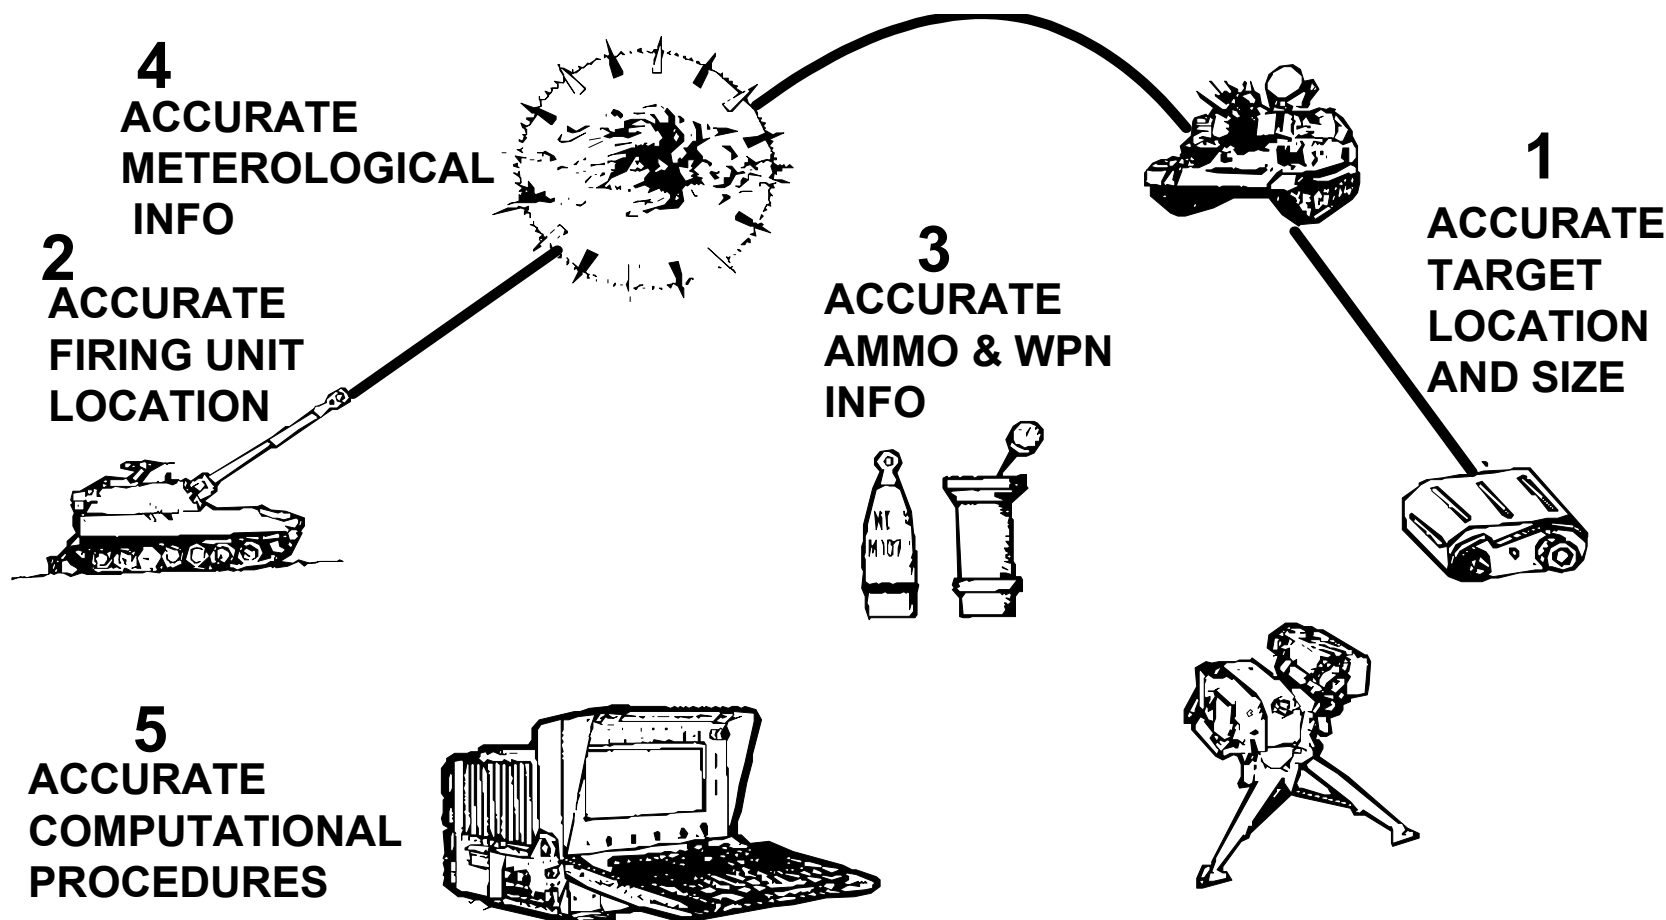 4
ACCURATE
METEROLOGICAL
INFO
2
ACCURATE
FIRING UNIT
LOCATION
3
ACCURATE
AMMO & WPN
INFO
M107
1
ACCURATE
TARGET
LOCATION
AND SIZE
5
ACCURATE
COMPUTATIONAL
PROCEDURES